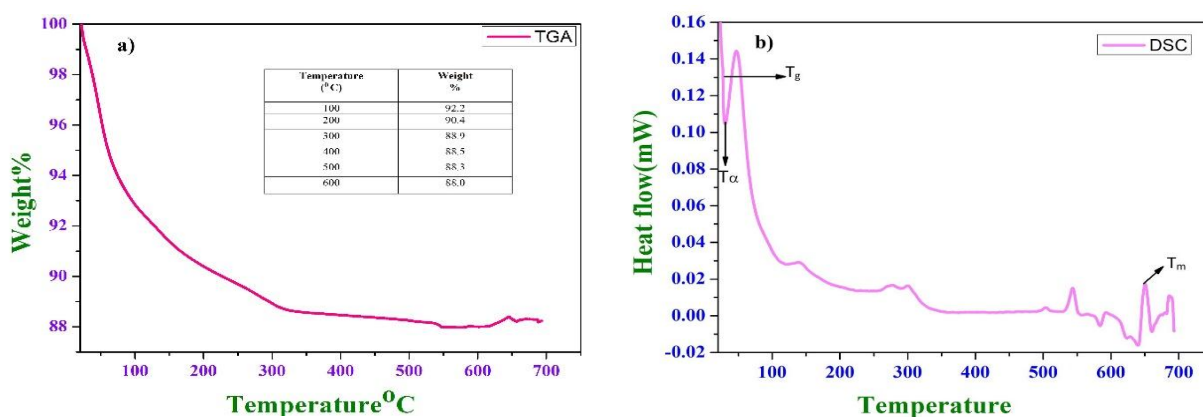 a)
TGA
Temperature Weight
(°C) %
100 92.2
200 90.4
300 88.9
400 88.5
500 88.3
600 88.0
100
98
96
94
92
90
88
Weight%
100 200 300 400 500 600 700
Temperature°C
b)
DSC
Tg
Tα
Tm
0.16
0.14
0.12
0.10
0.08
0.06
0.04
0.02
0.00
-0.02
Heat flow(mW)
100 200 300 400 500 600 700
Temperature